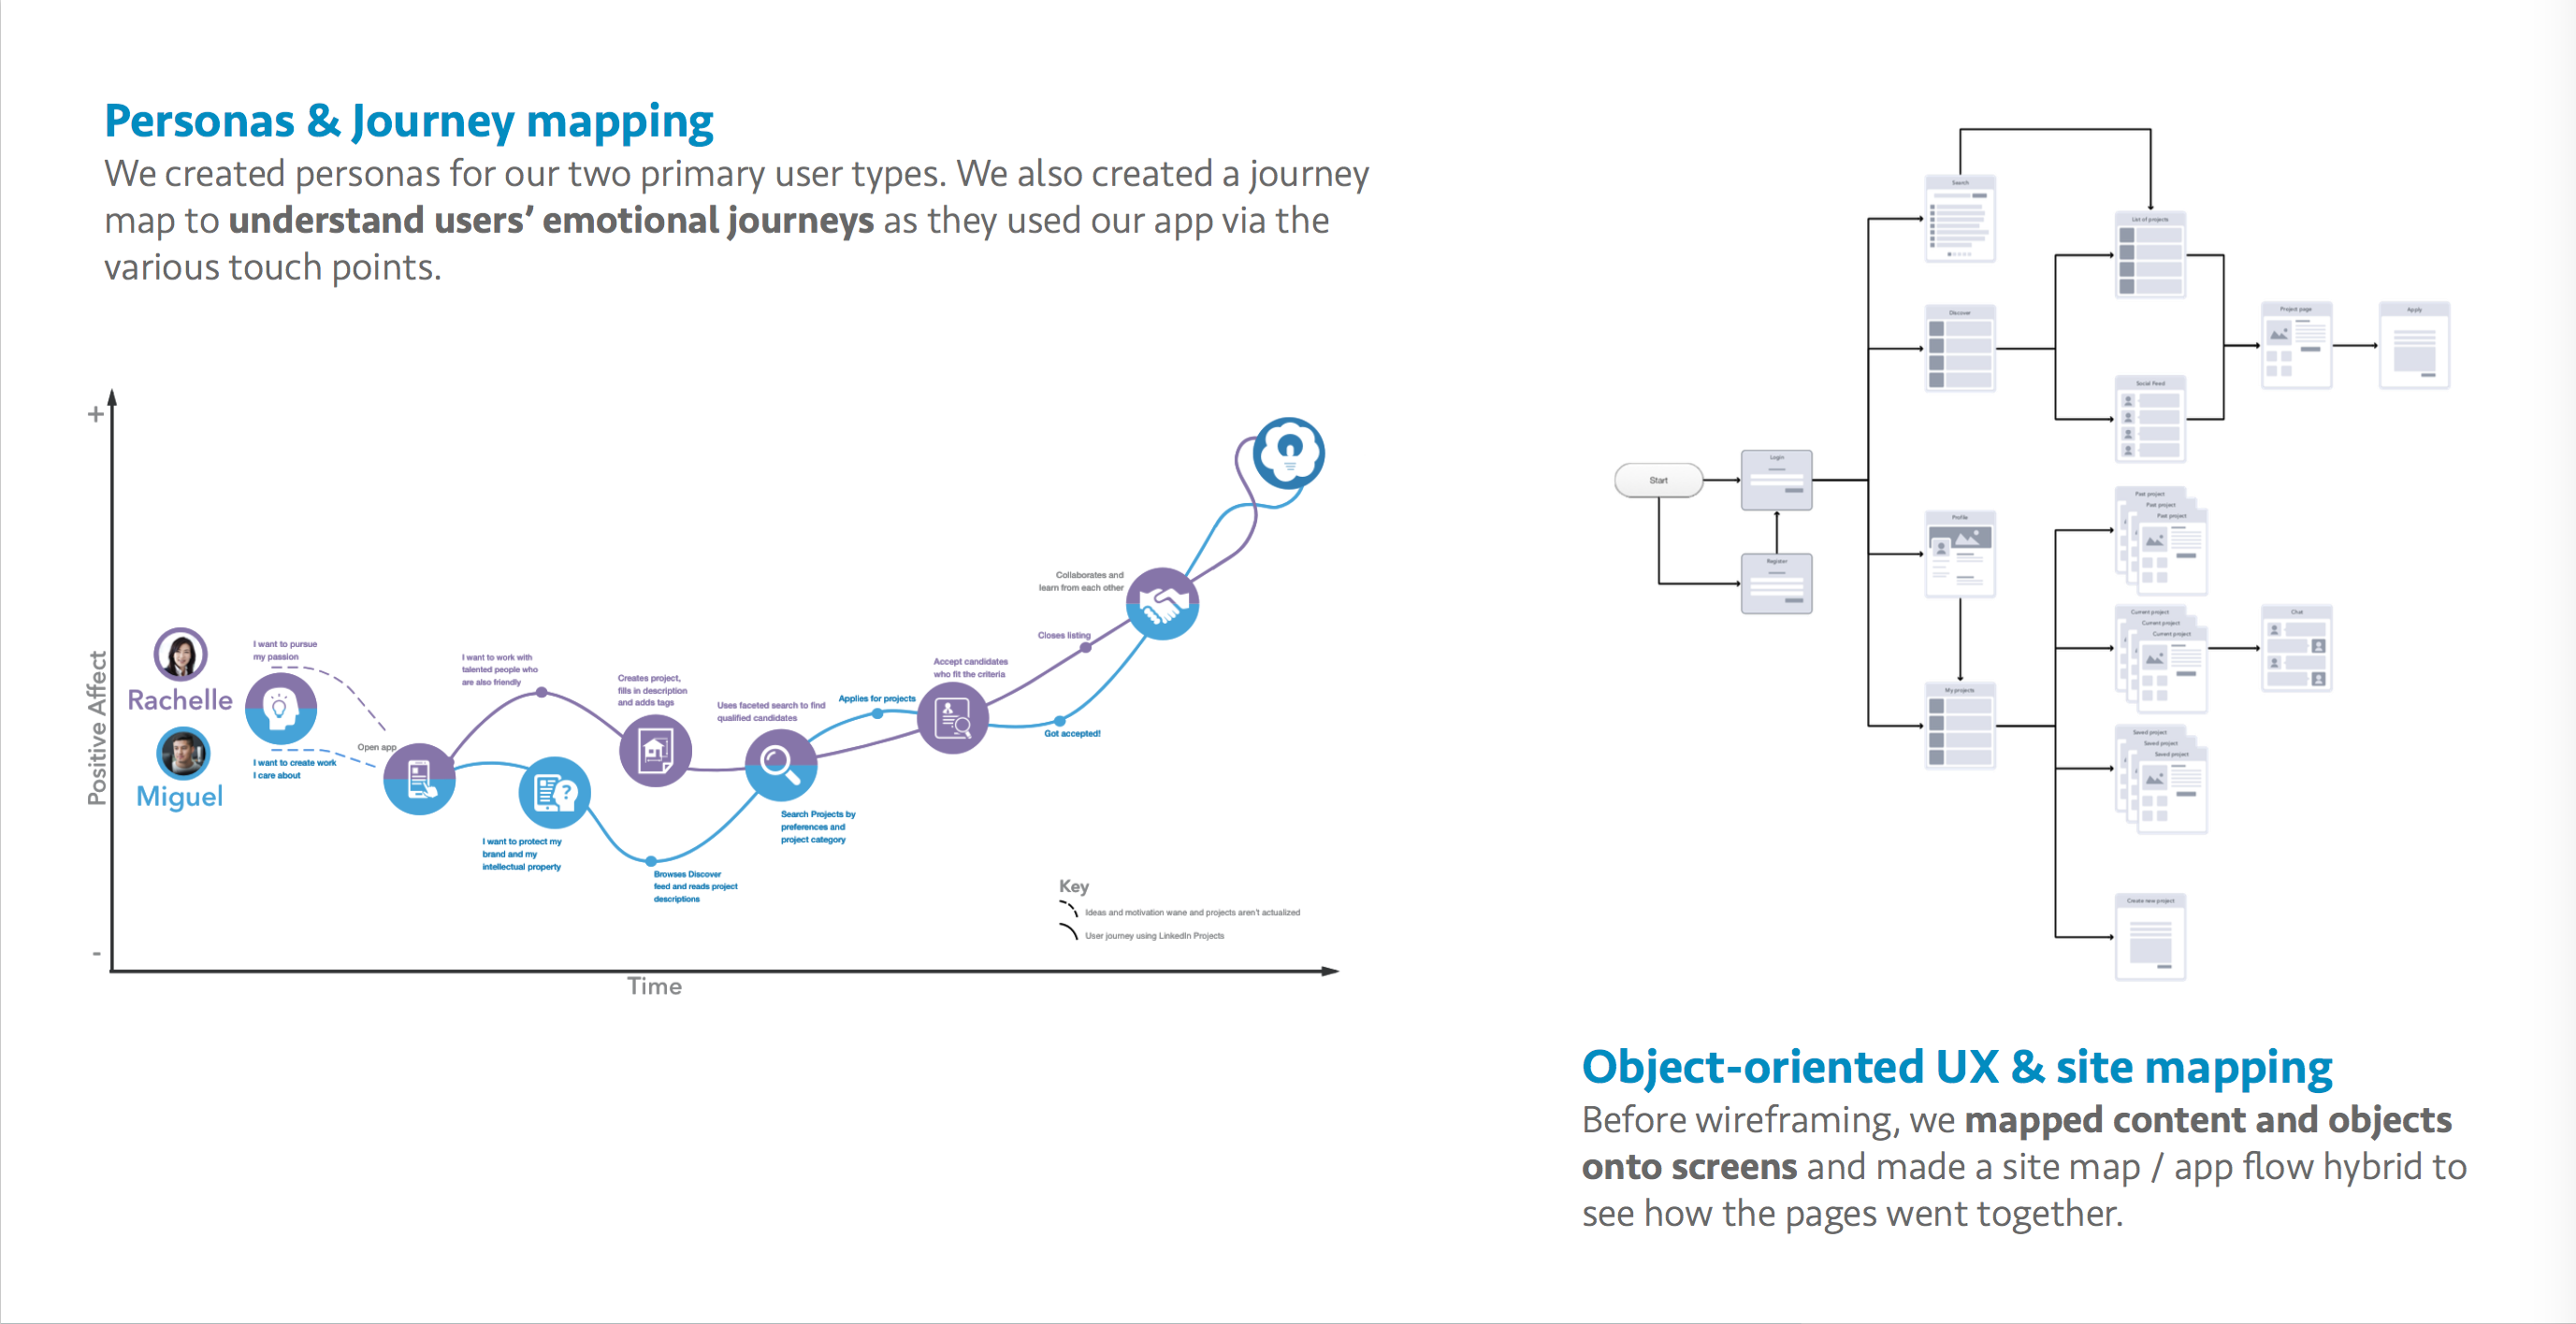 Personas & Journey mapping
We created personas for our two primary user types. We also created a journey
map to understand users’ emotional journeys as they used our app via the
various touch points.
+
Positive Affect
-
Time
Rachelle
Miguel
I want to pursue
my passion
I want to create work
I care about
Open app
I want to work with
talented people who
are also friendly
I want to protect my
brand and my
intellectual property
Creates project,
fills in description
and adds tags
Browses Discover
feed and reads project
descriptions
Uses faceted search to find
qualified candidates
Search Projects by
preferences and
project category
Applies for projects
Accept candidates
who fit the criteria
Got accepted!
Closes listing
Collaborates and
learn from each other
Key
Ideas and motivation wane and projects aren't actualized
User journey using LinkedIn Projects
Start
Login
Register
Search
Discover
Profile
My projects
List of projects
Social Feed
Project page
Apply
Past project
Past project
Past project
Current project
Current project
Current project
Chat
Saved project
Saved project
Saved project
Create new project
Object-oriented UX & site mapping
Before wireframing, we mapped content and objects
onto screens and made a site map / app flow hybrid to
see how the pages went together.